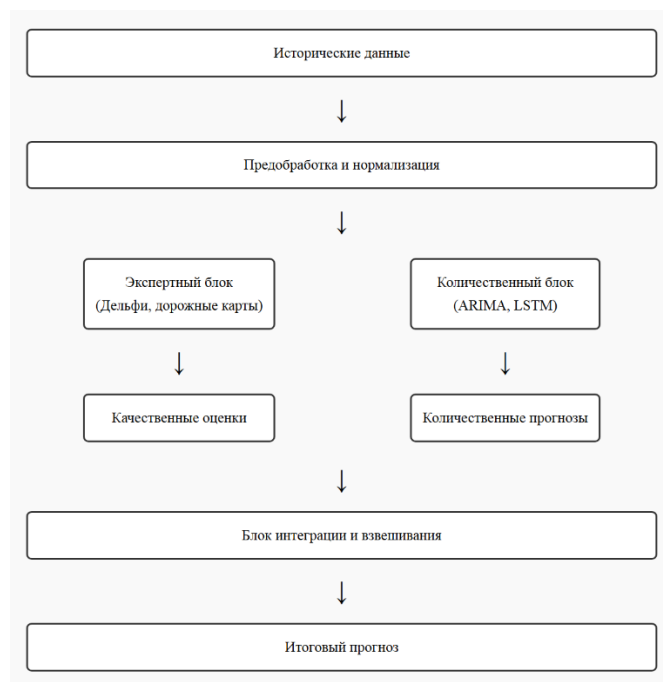 Исторические данные
Предобработка и нормализация
Экспертный блок
(Дельфи, дорожные карты)
Количественный блок
(ARIMA, LSTM)
Качественные оценки
Количественные прогнозы
Блок интеграции и взвешивания
Итоговый прогноз